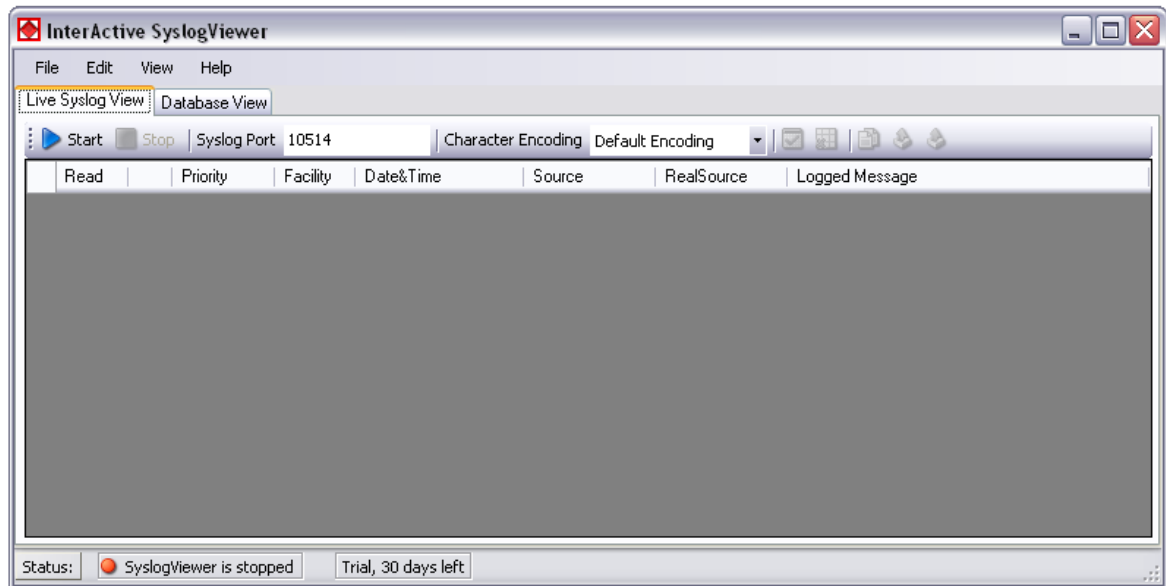 InterActive SyslogViewer
File Edit View Help
Live Syslog View Database View
Start Stop Syslog Port 10514 Character Encoding Default Encoding
Read Priority Facility Date&Time Source RealSource Logged Message
Status: SyslogViewer is stopped Trial, 30 days left